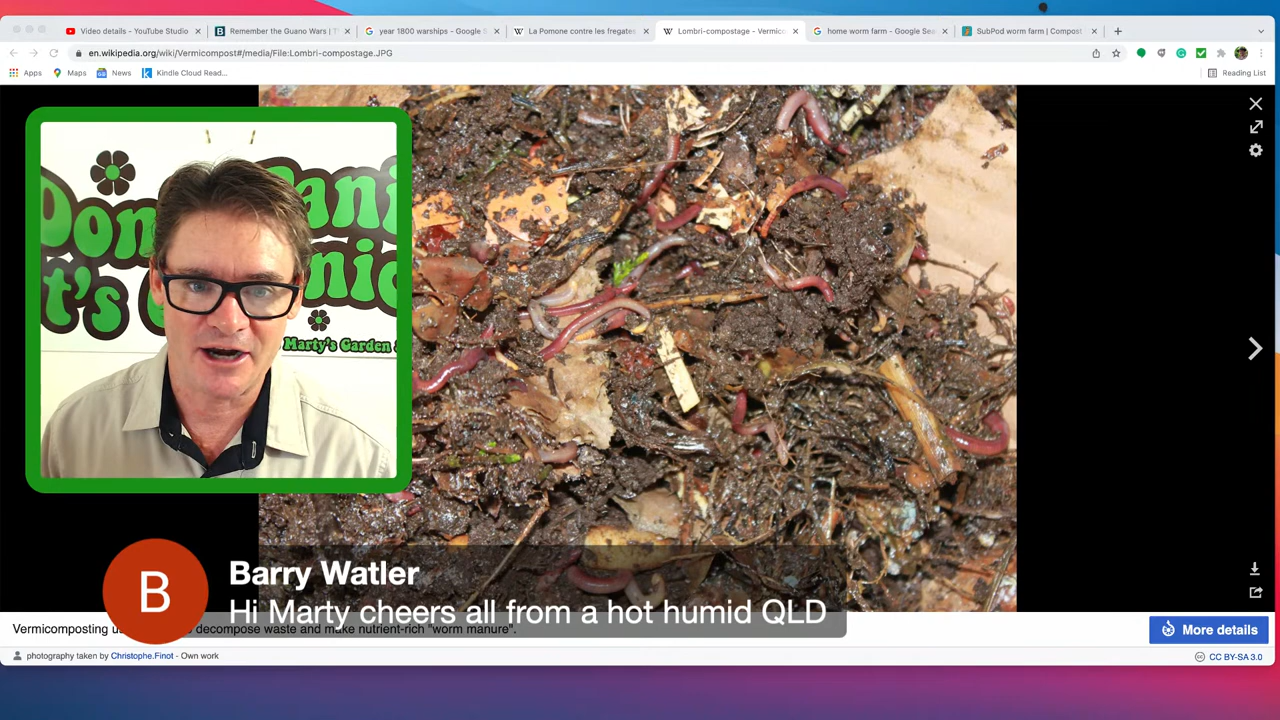 Video details - YouTube Studio
Remember the Guano Wars | T
year 1800 warships - Google S
La Pomone contre les fregates
Lombri-compostage - Vermic
home worm farm - Google Sea
SubPod worm farm | Compost
en.wikipedia.org/wiki/Vermicompost#/media/File:Lombri-compostage.JPG
Apps
Maps
News
Kindle Cloud Read...
Reading List
Don
ani
t's
nic
Marty's Garden
B
Barry Watler
Hi Marty cheers all from a hot humid QLD
Vermicomposting decompose waste and make nutrient-rich "worm manure".
More details
photography taken by Christophe.Finot - Own work
CC BY-SA 3.0